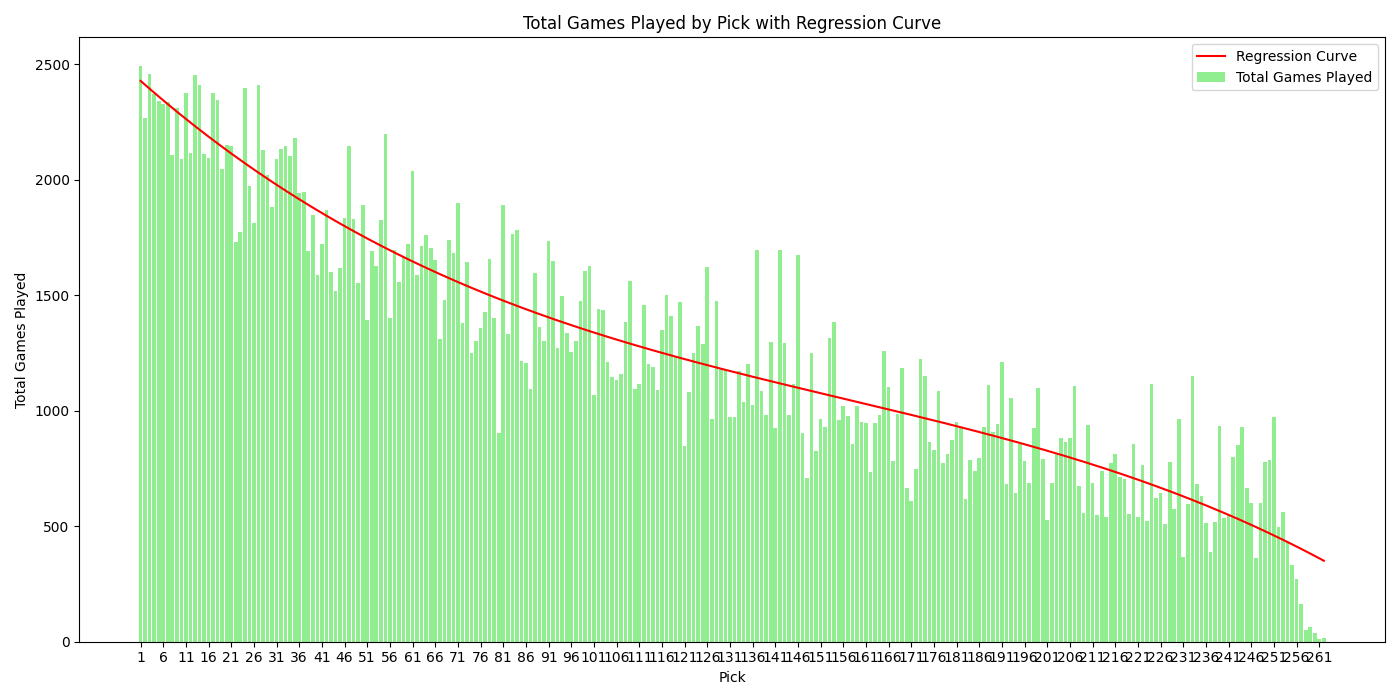 Total Games Played by Pick with Regression Curve
Regression Curve
Total Games Played
Total Games Played
2500
2000
1500
1000
500
0
1 6 11 16 21 26 31 36 41 46 51 56 61 66 71 76 81 86 91 96 101 106 111 116 121 126 131 136 141 146 151 156 161 166 171 176 181 186 191 196 201 206 211 216 221 226 231 236 241 246 251 256 261
Pick